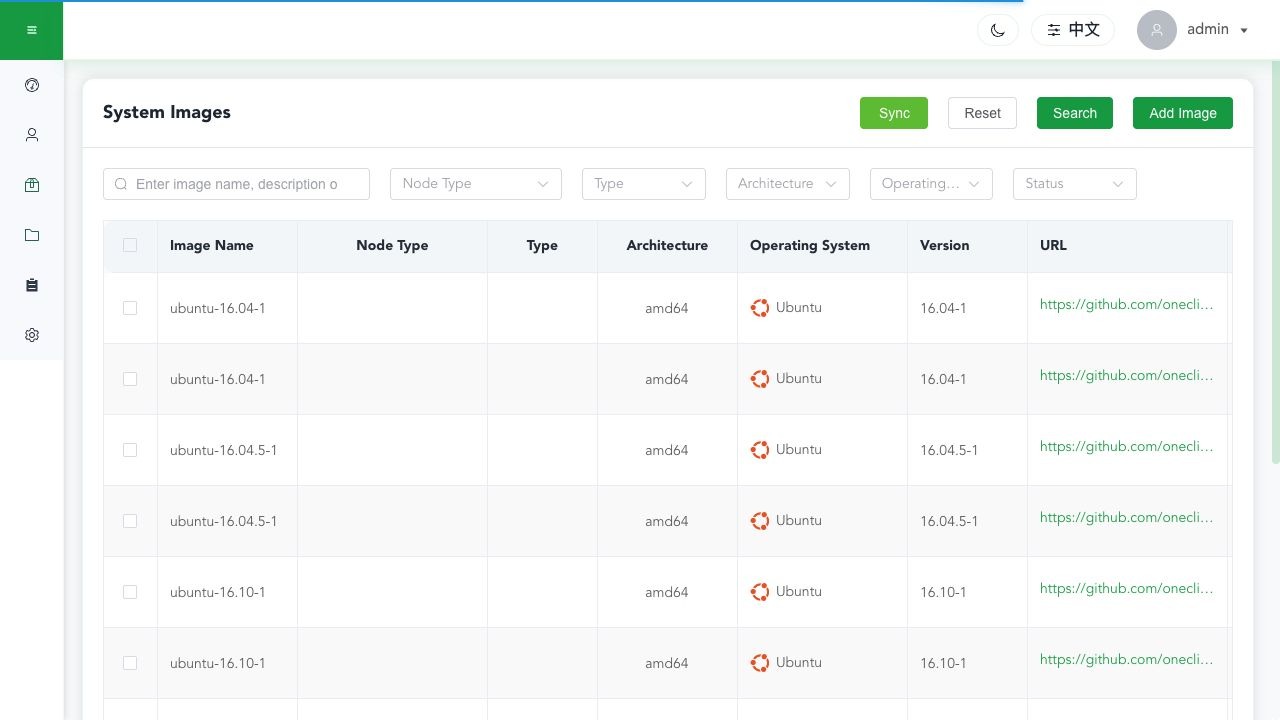 中文
admin
System Images
Sync
Reset
Search
Add Image
Enter image name, description o
Node Type
Type
Architecture
Operating…
Status
Image Name
Node Type
Type
Architecture
Operating System
Version
URL
ubuntu-16.04-1
amd64
Ubuntu
16.04-1
https://github.com/onecli…
ubuntu-16.04-1
amd64
Ubuntu
16.04-1
https://github.com/onecli…
ubuntu-16.04.5-1
amd64
Ubuntu
16.04.5-1
https://github.com/onecli…
ubuntu-16.04.5-1
amd64
Ubuntu
16.04.5-1
https://github.com/onecli…
ubuntu-16.10-1
amd64
Ubuntu
16.10-1
https://github.com/onecli…
ubuntu-16.10-1
amd64
Ubuntu
16.10-1
https://github.com/onecli…